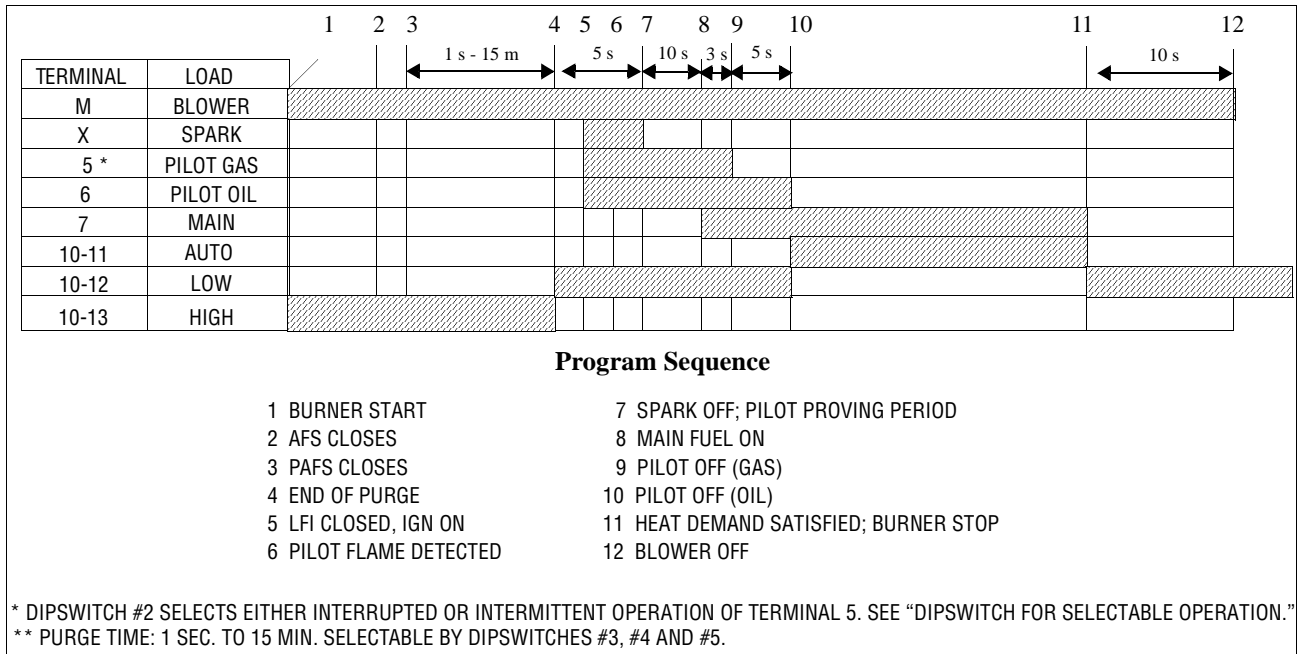 1 2 3 4 5 6 7 8 9 10 11 12
1 s - 15 m 5 s 10 s 3 s 5 s 10 s
TERMINAL LOAD
M BLOWER
X SPARK
5 * PILOT GAS
6 PILOT OIL
7 MAIN
10-11 AUTO
10-12 LOW
10-13 HIGH
Program Sequence
1 BURNER START
2 AFS CLOSES
3 PAFS CLOSES
4 END OF PURGE
5 LFI CLOSED, IGN ON
6 PILOT FLAME DETECTED
7 SPARK OFF; PILOT PROVING PERIOD
8 MAIN FUEL ON
9 PILOT OFF (GAS)
10 PILOT OFF (OIL)
11 HEAT DEMAND SATISFIED; BURNER STOP
12 BLOWER OFF
* DIPSWITCH #2 SELECTS EITHER INTERRUPTED OR INTERMITTENT OPERATION OF TERMINAL 5. SEE “DIPSWITCH FOR SELECTABLE OPERATION.”
** PURGE TIME: 1 SEC. TO 15 MIN. SELECTABLE BY DIPSWITCHES #3, #4 AND #5.